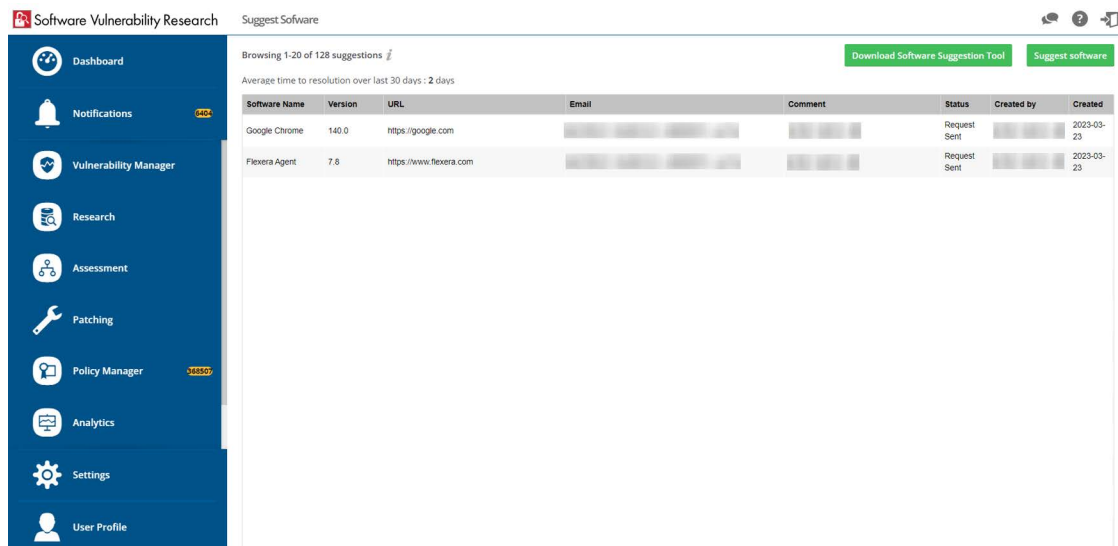 Software Vulnerability Research
Suggest Sofware
Browsing 1-20 of 128 suggestions i
Download Software Suggestion Tool
Suggest software
Average time to resolution over last 30 days : 2 days
Software Name Version URL Email Comment Status Created by Created
Google Chrome 140.0 https://google.com Request Sent 2023-03-23
Flexera Agent 7.8 https://www.flexera.com Request Sent 2023-03-23
Dashboard
Notifications 6404
Vulnerability Manager
Research
Assessment
Patching
Policy Manager 368507
Analytics
Settings
User Profile